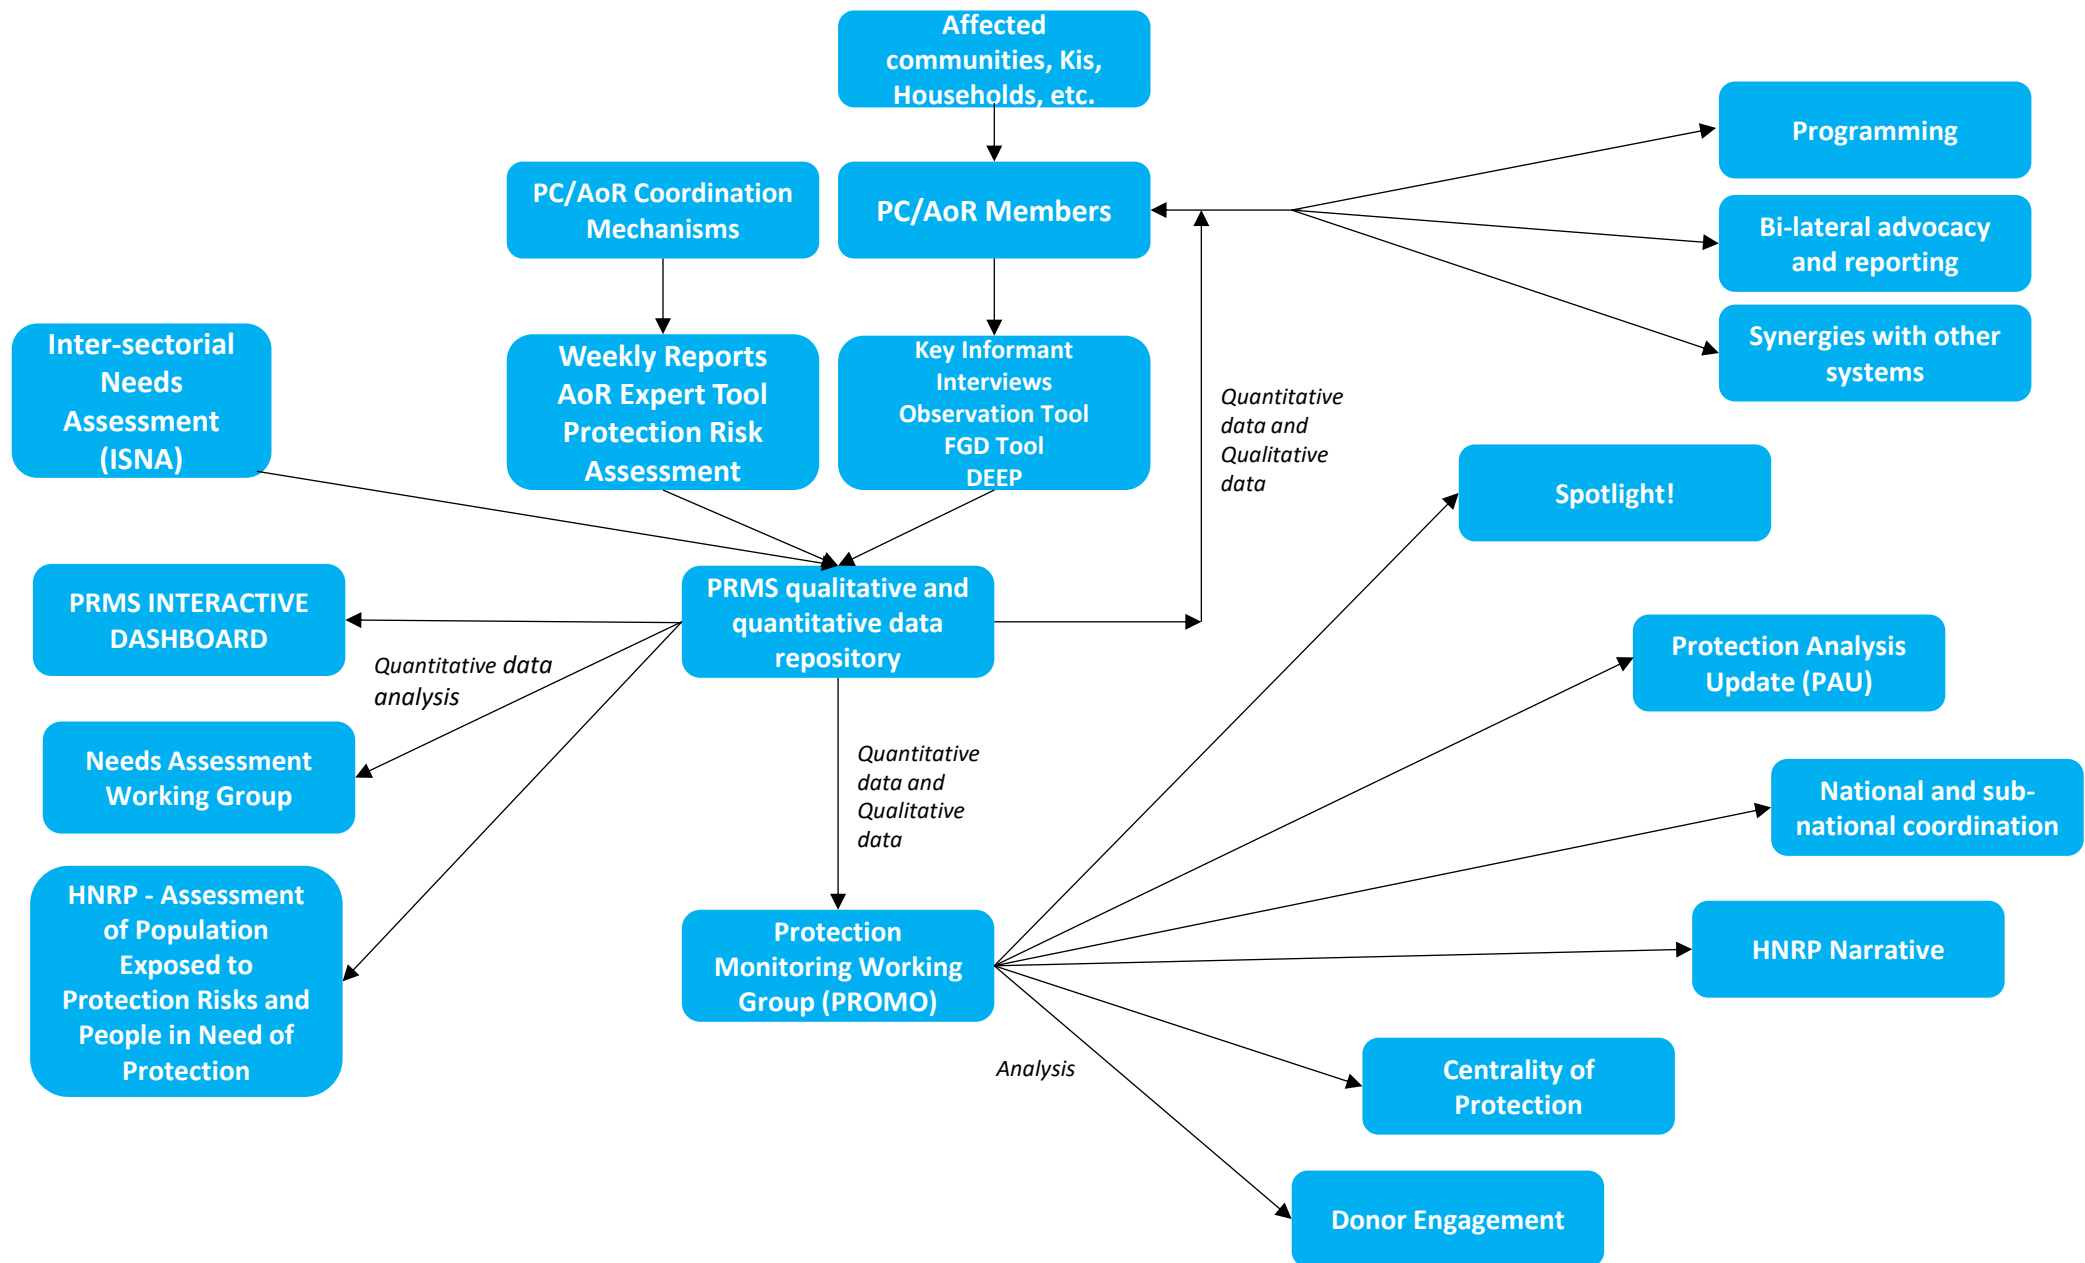 Affected
communities, Kis,
Households, etc.
Programming
PC/AoR Coordination
Mechanisms
PC/AoR Members
Bi-lateral advocacy
and reporting
Inter-sectorial
Needs
Assessment
(ISNA)
Weekly Reports
AoR Expert Tool
Protection Risk
Assessment
Key Informant
Interviews
Observation Tool
FGD Tool
DEEP
Synergies with other
systems
Quantitative
data and
Qualitative
data
Spotlight!
PRMS INTERACTIVE
DASHBOARD
PRMS qualitative and
quantitative data
repository
Quantitative data
analysis
Protection Analysis
Update (PAU)
Needs Assessment
Working Group
Quantitative
data and
Qualitative
data
National and sub-
national coordination
HNRP - Assessment
of Population
Exposed to
Protection Risks and
People in Need of
Protection
Protection
Monitoring Working
Group (PROMO)
HNRP Narrative
Analysis
Centrality of
Protection
Donor Engagement